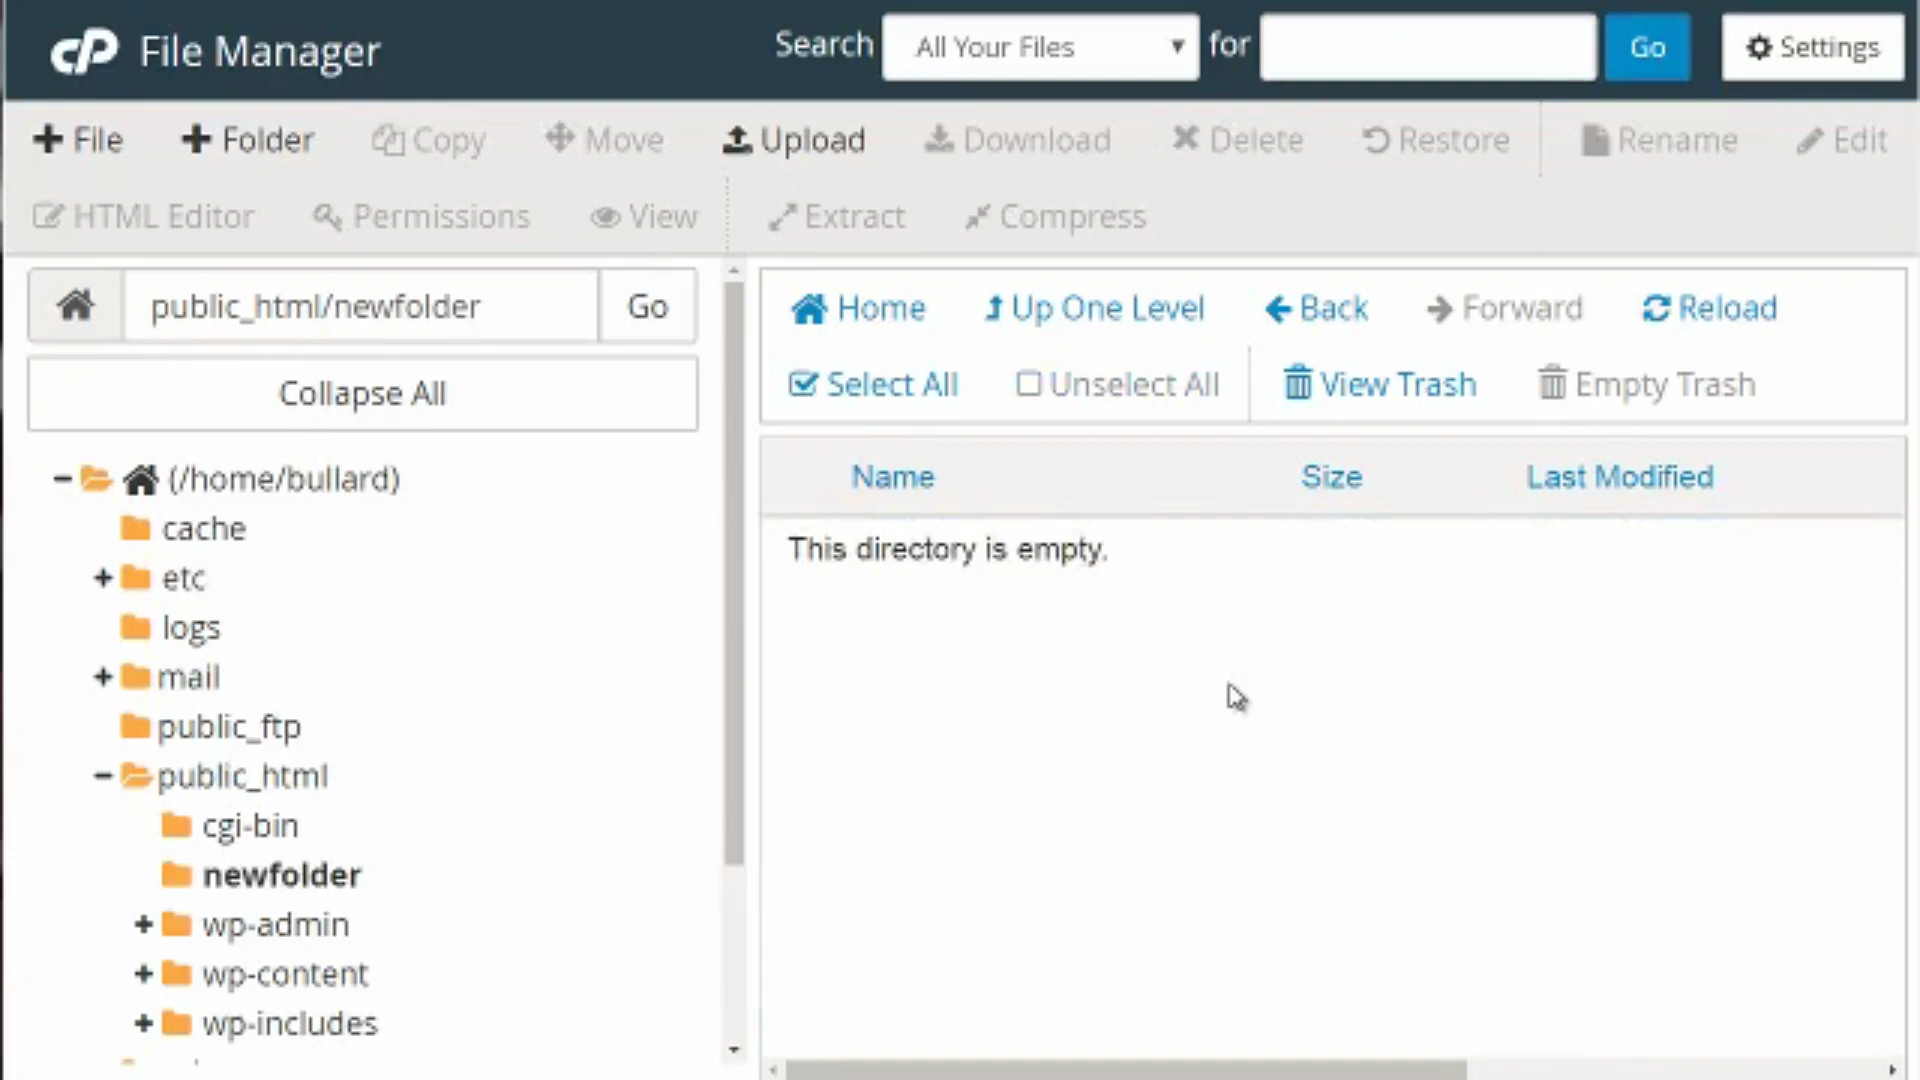 cP File Manager Search All Your Files for Go Settings
File Folder Copy Move Upload Download Delete Restore Rename Edit
HTML Editor Permissions View Extract Compress
public_html/newfolder Go
Collapse All
(/home/bullard)
cache
etc
logs
mail
public_ftp
public_html
cgi-bin
newfolder
wp-admin
wp-content
wp-includes
Home Up One Level Back Forward Reload
Select All Unselect All View Trash Empty Trash
Name Size Last Modified
This directory is empty.